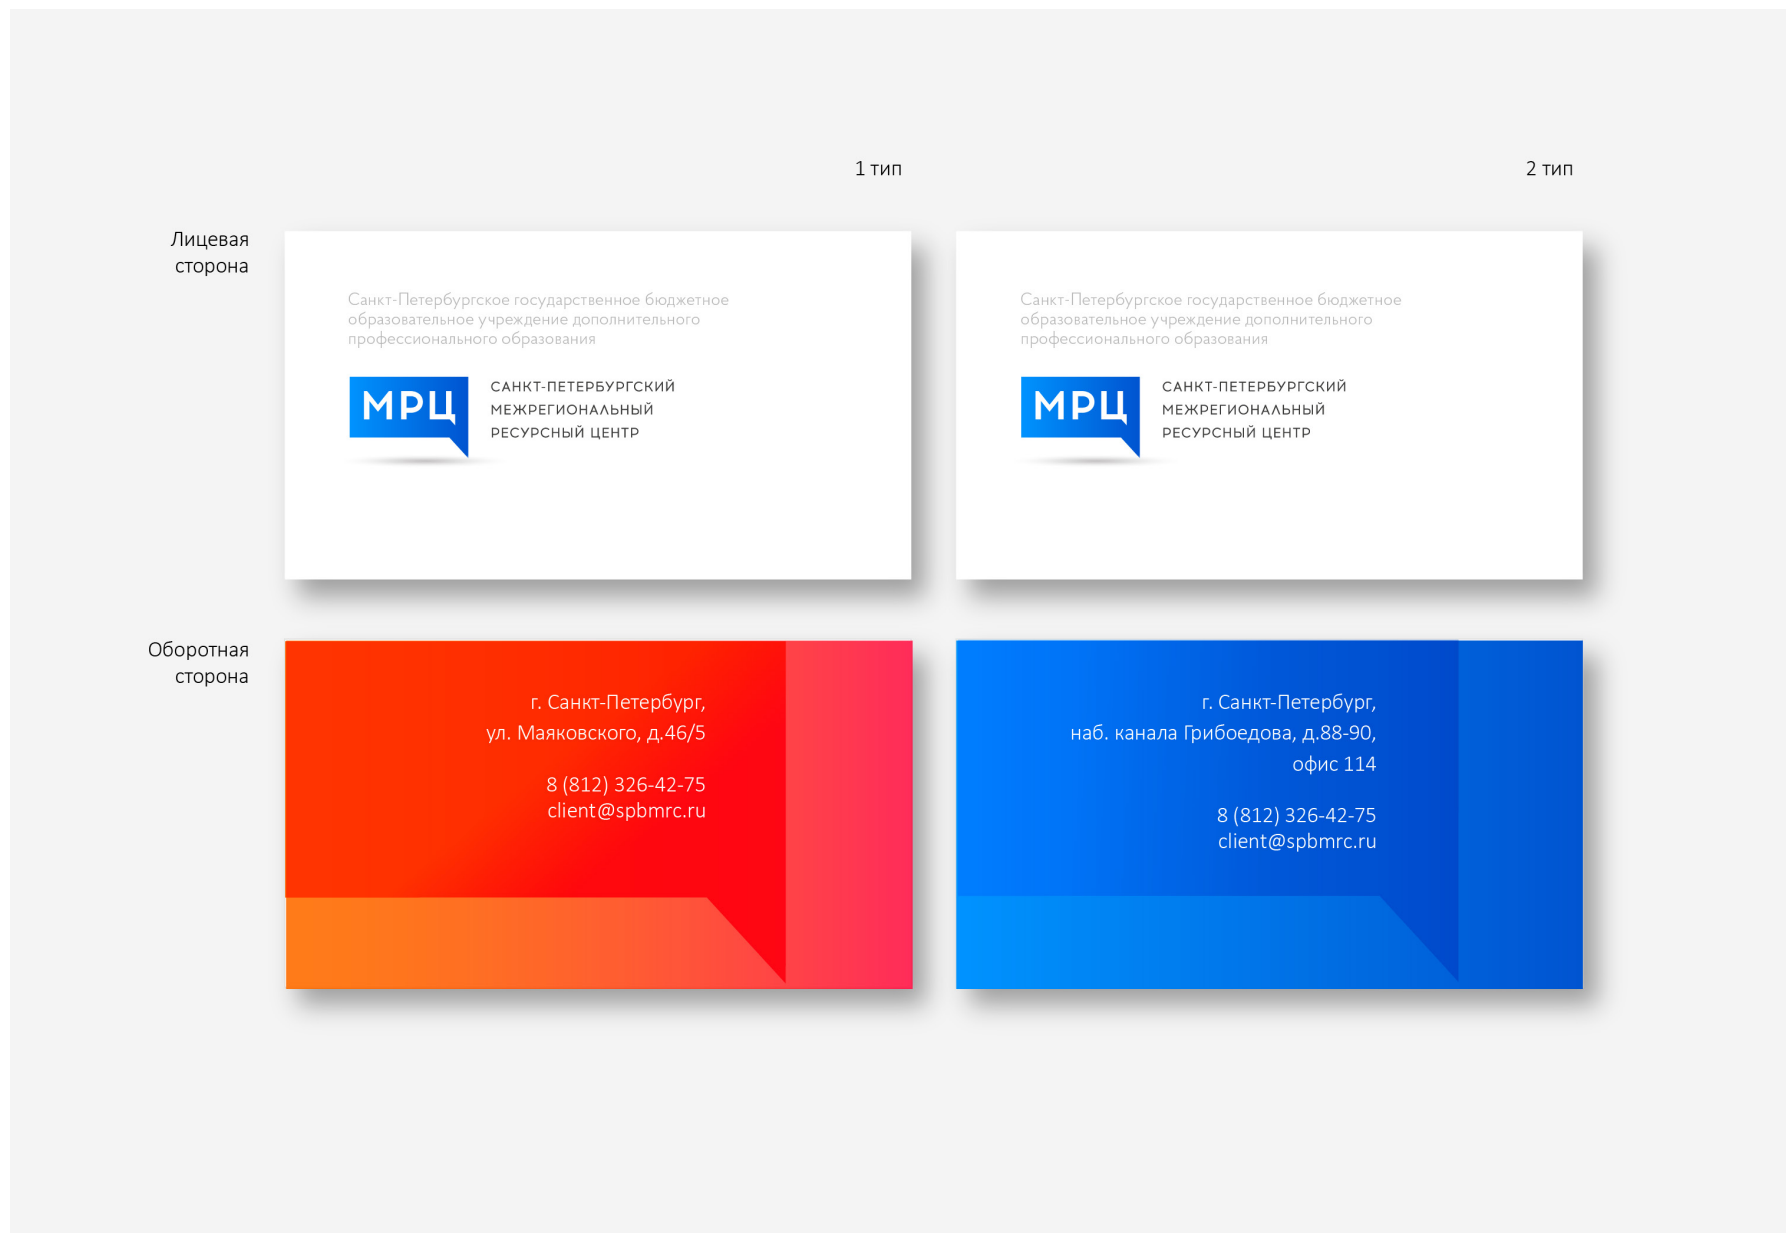 1 тип
2 тип
Лицевая
сторона
Санкт-Петербургское государственное бюджетное
образовательное учреждение дополнительного
профессионального образования
МРЦ
САНКТ-ПЕТЕРБУРГСКИЙ
МЕЖРЕГИОНАЛЬНЫЙ
РЕСУРСНЫЙ ЦЕНТР
Санкт-Петербургское государственное бюджетное
образовательное учреждение дополнительного
профессионального образования
МРЦ
САНКТ-ПЕТЕРБУРГСКИЙ
МЕЖРЕГИОНАЛЬНЫЙ
РЕСУРСНЫЙ ЦЕНТР
Оборотная
сторона
г. Санкт-Петербург,
ул. Маяковского, д.46/5
8 (812) 326-42-75
client@spbmrc.ru
г. Санкт-Петербург,
наб. канала Грибоедова, д.88-90,
офис 114
8 (812) 326-42-75
client@spbmrc.ru